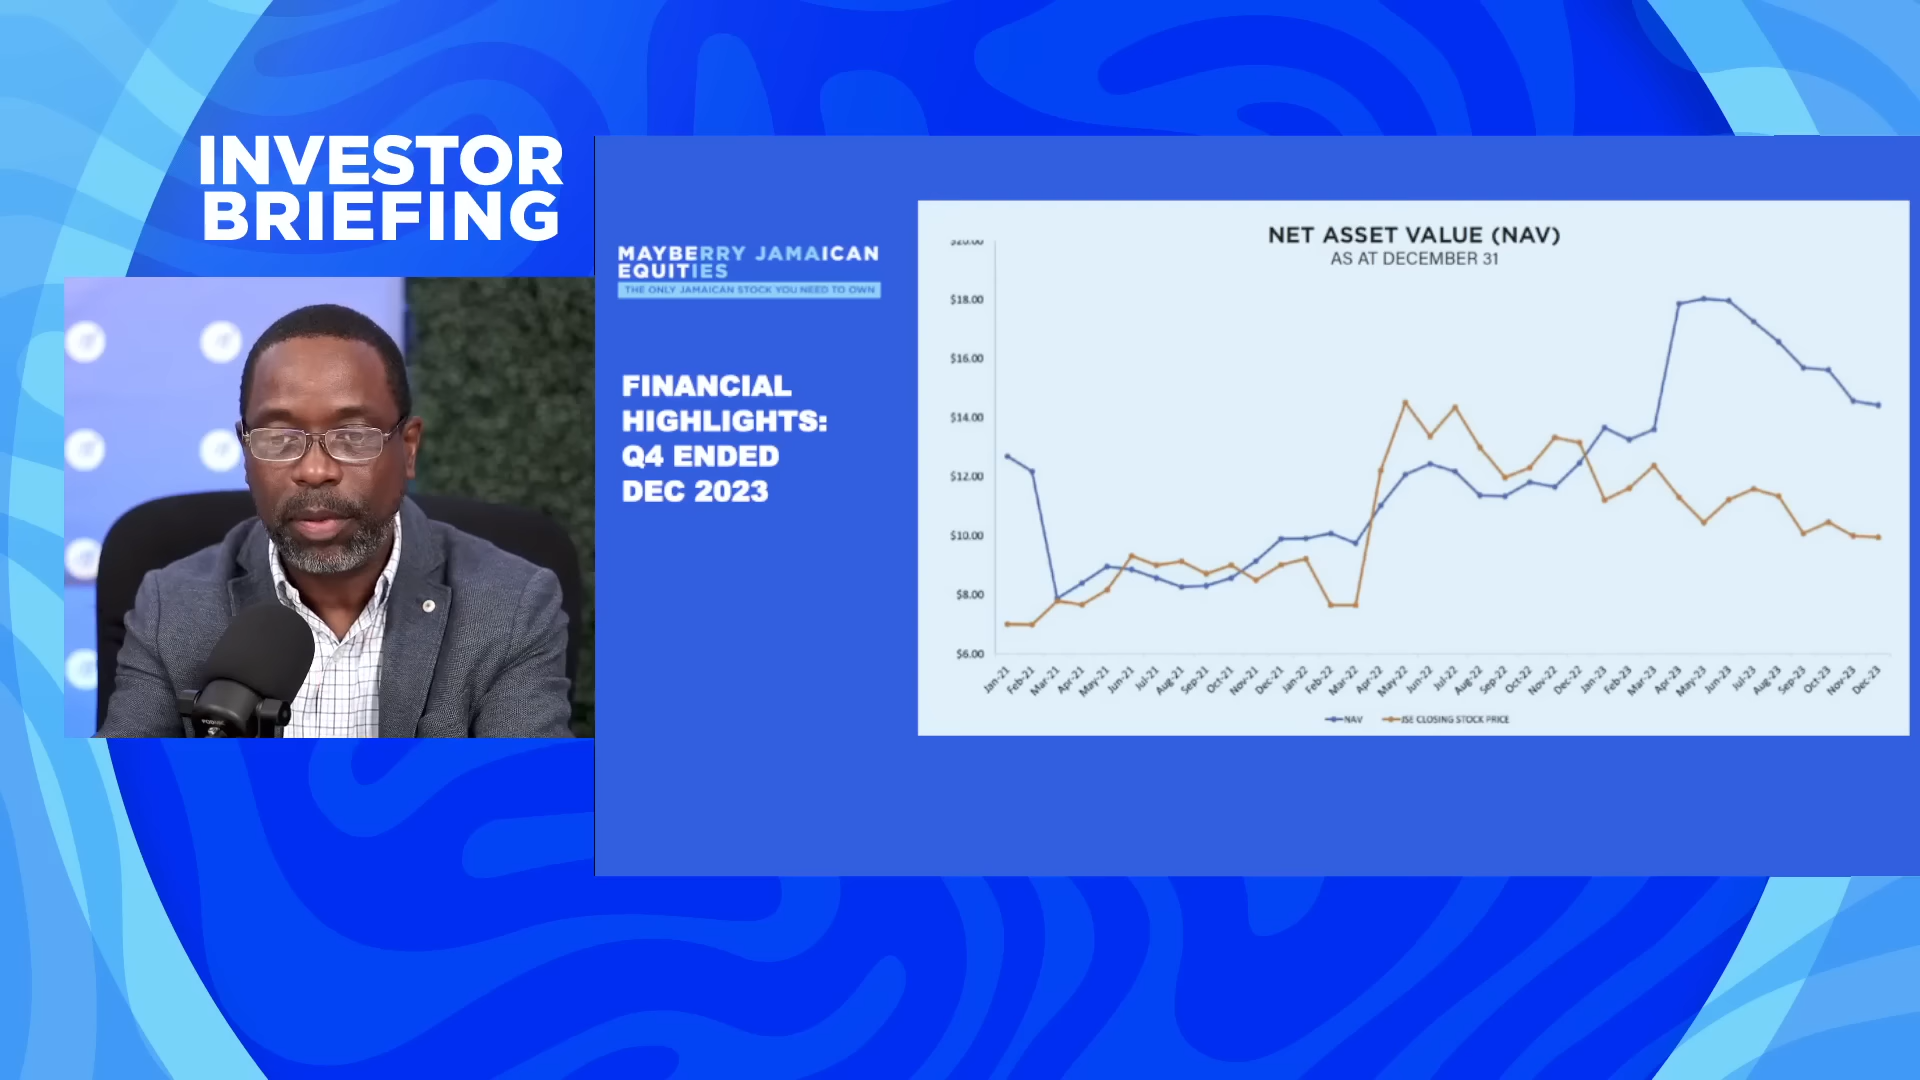 INVESTOR
BRIEFING
MAYBERRY JAMAICAN
EQUITIES
THE ONLY JAMAICAN STOCK YOU NEED TO OWN
FINANCIAL
HIGHLIGHTS:
Q4 ENDED
DEC 2023
NET ASSET VALUE (NAV)
AS AT DECEMBER 31
$20.00
$18.00
$16.00
$14.00
$12.00
$10.00
$8.00
$6.00
Jan-21 Feb-21 Mar-21 Apr-21 May-21 Jun-21 Jul-21 Aug-21 Sep-21 Oct-21 Nov-21 Dec-21 Jan-22 Feb-22 Mar-22 Apr-22 May-22 Jun-22 Jul-22 Aug-22 Sep-22 Oct-22 Nov-22 Dec-22 Jan-23 Feb-23 Mar-23 Apr-23 May-23 Jun-23 Jul-23 Aug-23 Sep-23 Oct-23 Nov-23 Dec-23
NAV JSE CLOSING STOCK PRICE